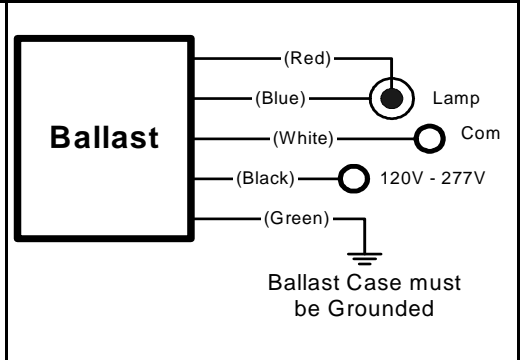 (Red)
(Blue) Lamp
Ballast (White) Com
(Black) 120V - 277V
(Green)
Ballast Case must
be Grounded